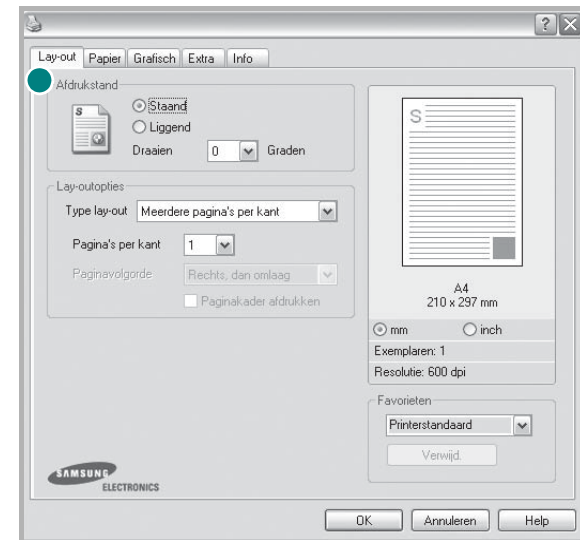 Lay-out Papier Grafisch Extra Info
Afdrukstand
S
Staand
Liggend
Draaien 0 Graden
Lay-outopties
Type lay-out Meerdere pagina's per kant
Pagina's per kant 1
Paginavolgorde Rechts, dan omlaag
Paginakader afdrukken
S
A4
210 x 297 mm
mm inch
Exemplaren: 1
Resolutie: 600 dpi
Favorieten
Printerstandaard
Verwijd.
SAMSUNG
ELECTRONICS
OK Annuleren Help